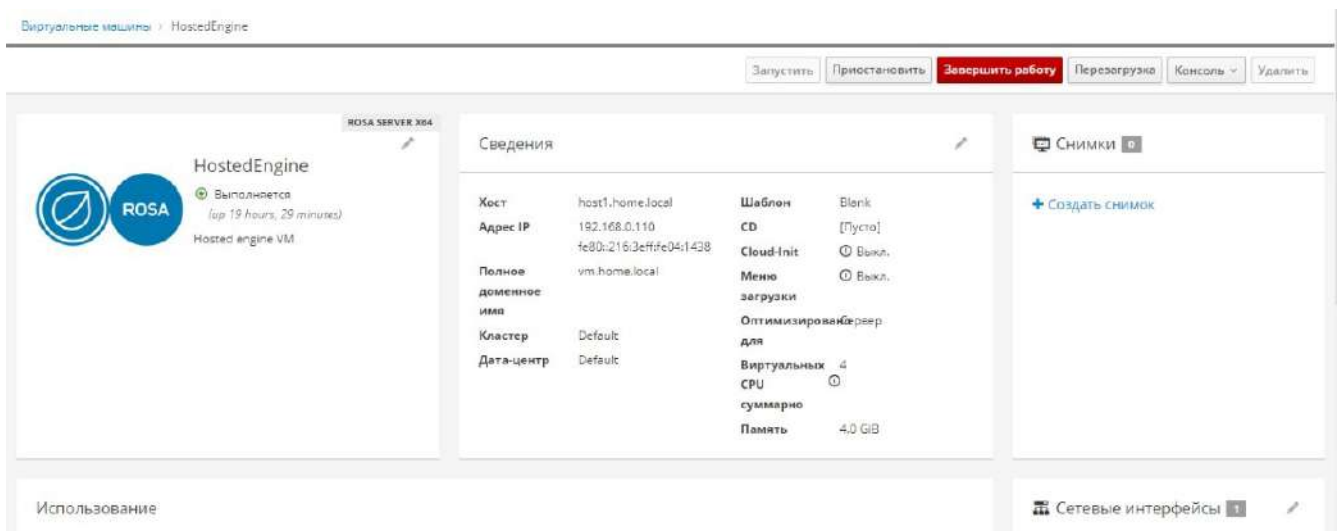 Виртуальные машины › HostedEngine
Запустить Приостановить Завершить работу Перезагрузка Консоль Удалить
ROSA SERVER X64
ROSA
HostedEngine
Выполняется
(up 19 hours, 29 minutes)
Hosted engine VM
Сведения
Хост host1.home.local
Адрес IP 192.168.0.110
fe80::216:3eff:fe04:1438
Полное vm.home.local
доменное
имя
Кластер Default
Дата-центр Default
Шаблон Blank
CD [Пусто]
Cloud-Init Выкл.
Меню Выкл.
загрузки
Оптимизировано Сервер
для
Виртуальных 4
CPU
суммарно
Память 4.0 GiB
Снимки 0
+ Создать снимок
Использование
Сетевые интерфейсы 1